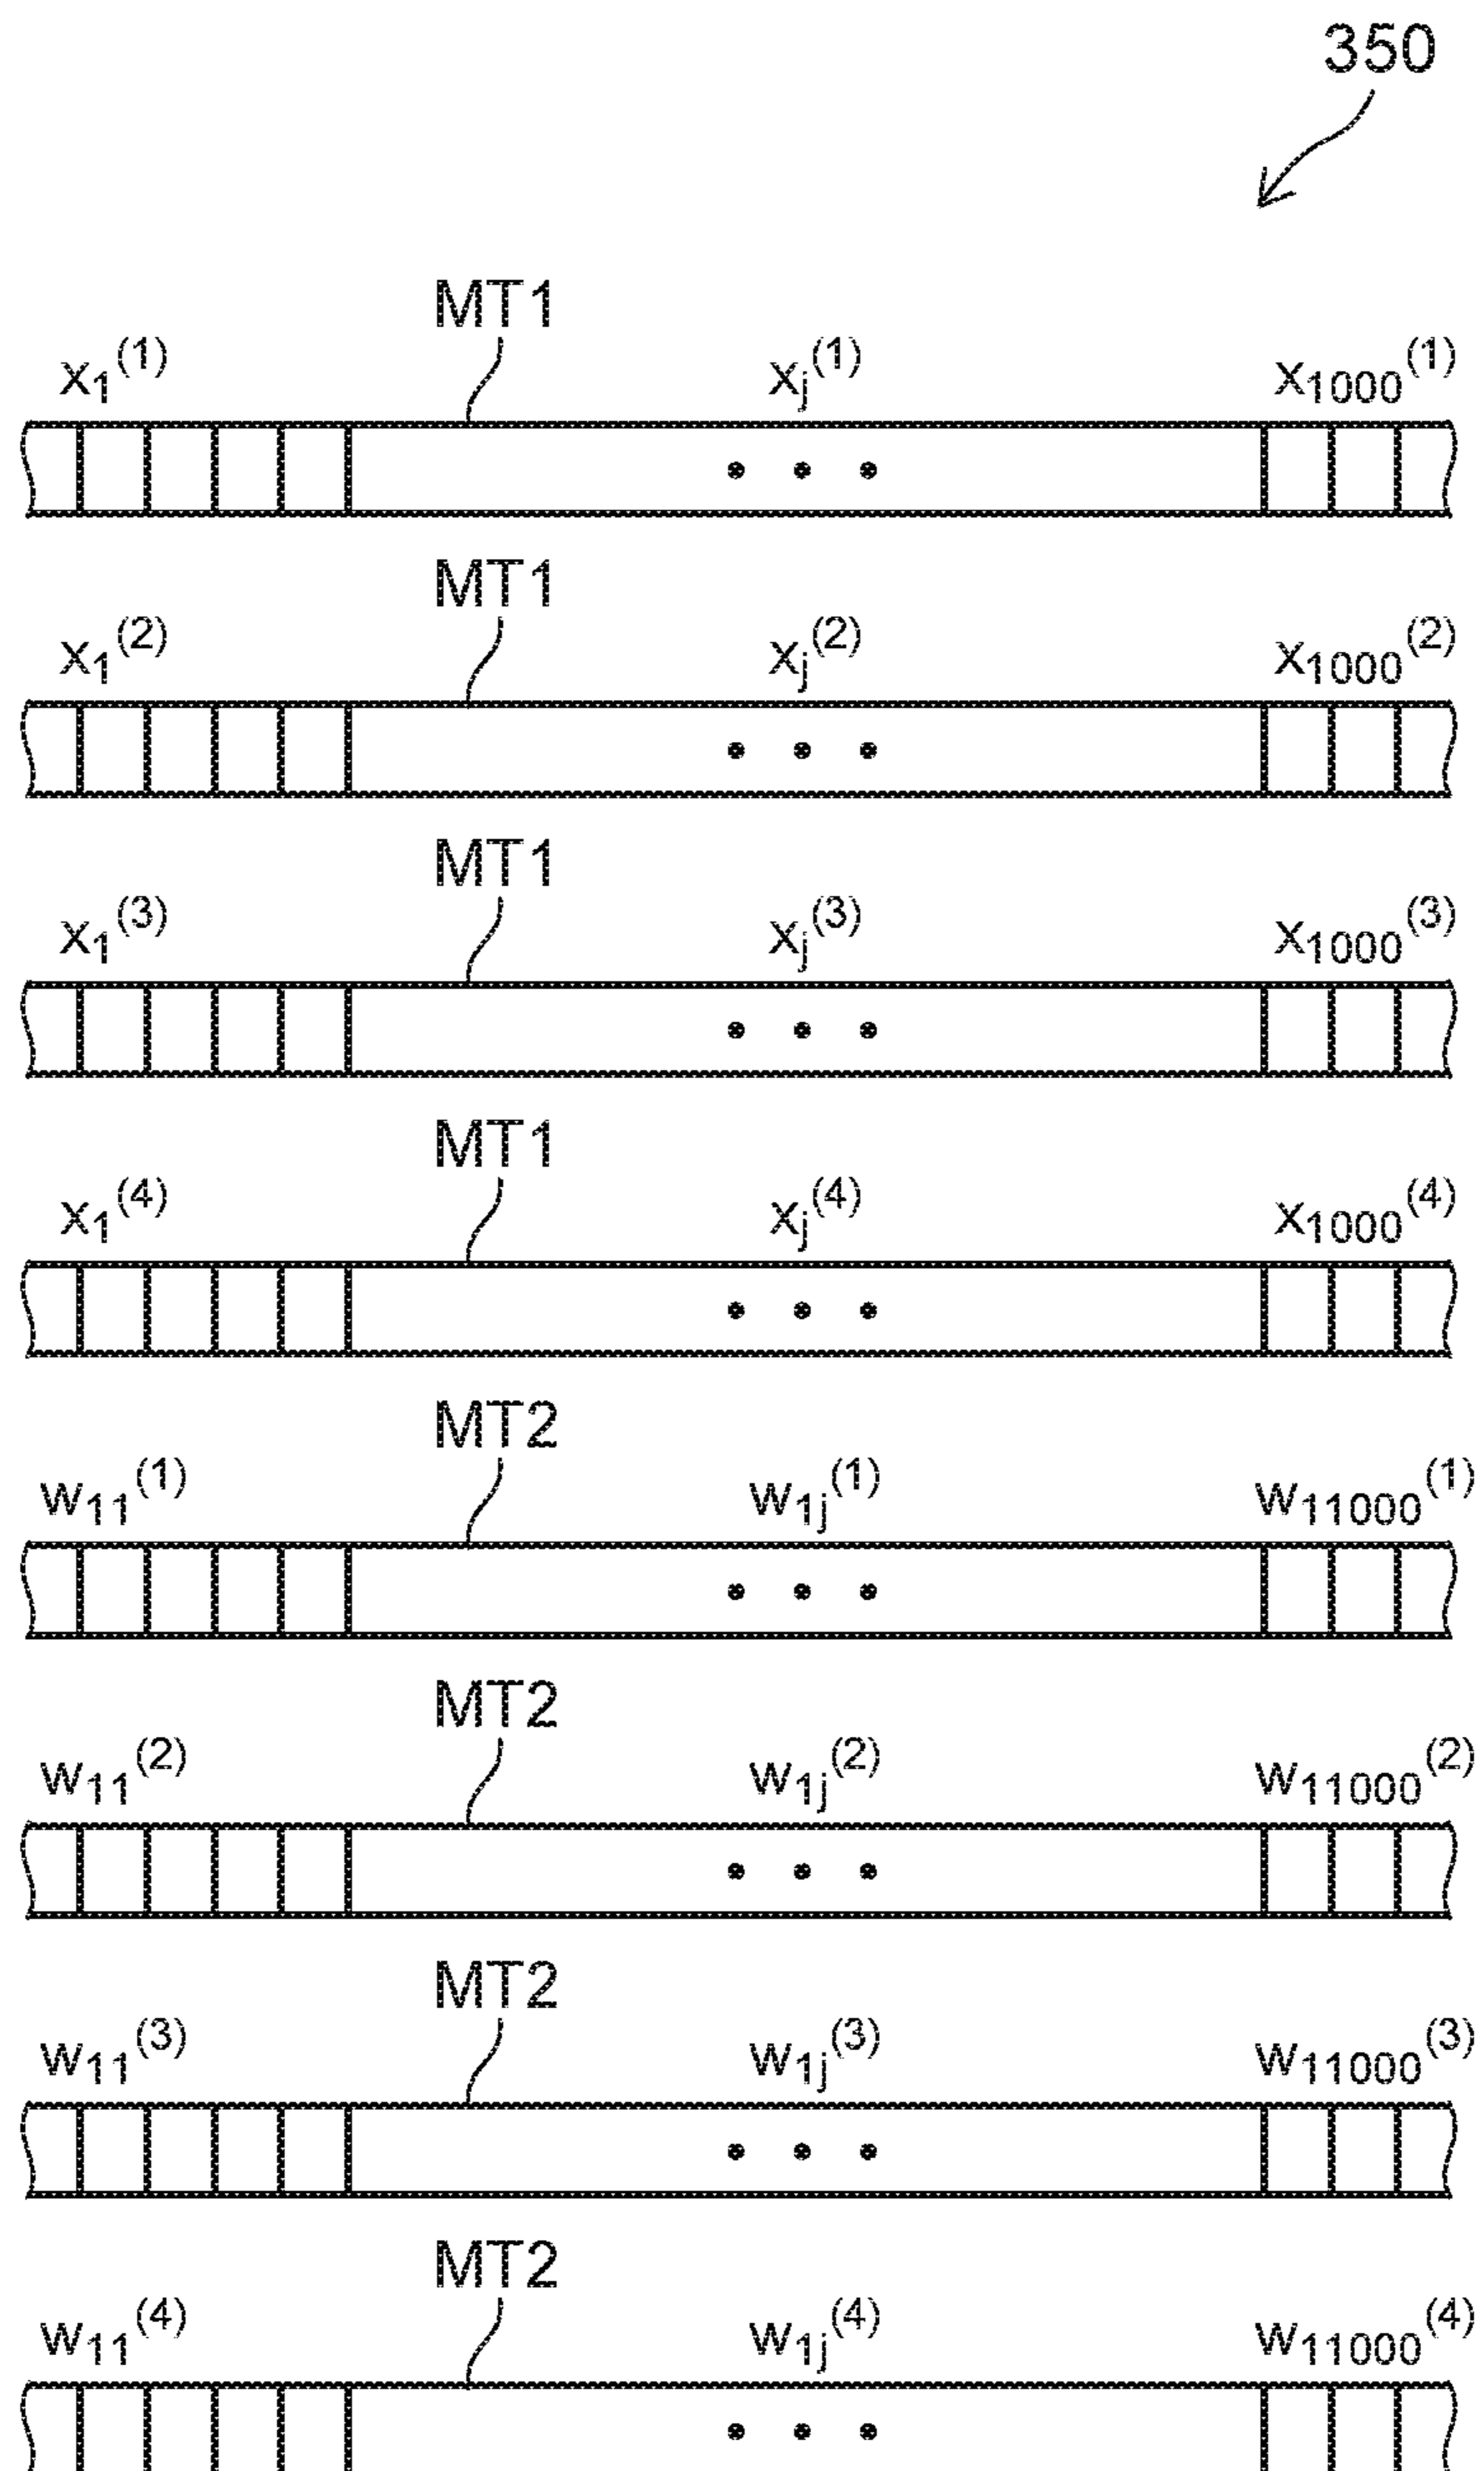 350
MT1
x₁⁽¹⁾ xⱼ⁽¹⁾ x₁₀₀₀⁽¹⁾
MT1
x₁⁽²⁾ xⱼ⁽²⁾ x₁₀₀₀⁽²⁾
MT1
x₁⁽³⁾ xⱼ⁽³⁾ x₁₀₀₀⁽³⁾
MT1
x₁⁽⁴⁾ xⱼ⁽⁴⁾ x₁₀₀₀⁽⁴⁾
MT2
w₁₁⁽¹⁾ w₁ⱼ⁽¹⁾ w₁₁₀₀₀⁽¹⁾
MT2
w₁₁⁽²⁾ w₁ⱼ⁽²⁾ w₁₁₀₀₀⁽²⁾
MT2
w₁₁⁽³⁾ w₁ⱼ⁽³⁾ w₁₁₀₀₀⁽³⁾
MT2
w₁₁⁽⁴⁾ w₁ⱼ⁽⁴⁾ w₁₁₀₀₀⁽⁴⁾